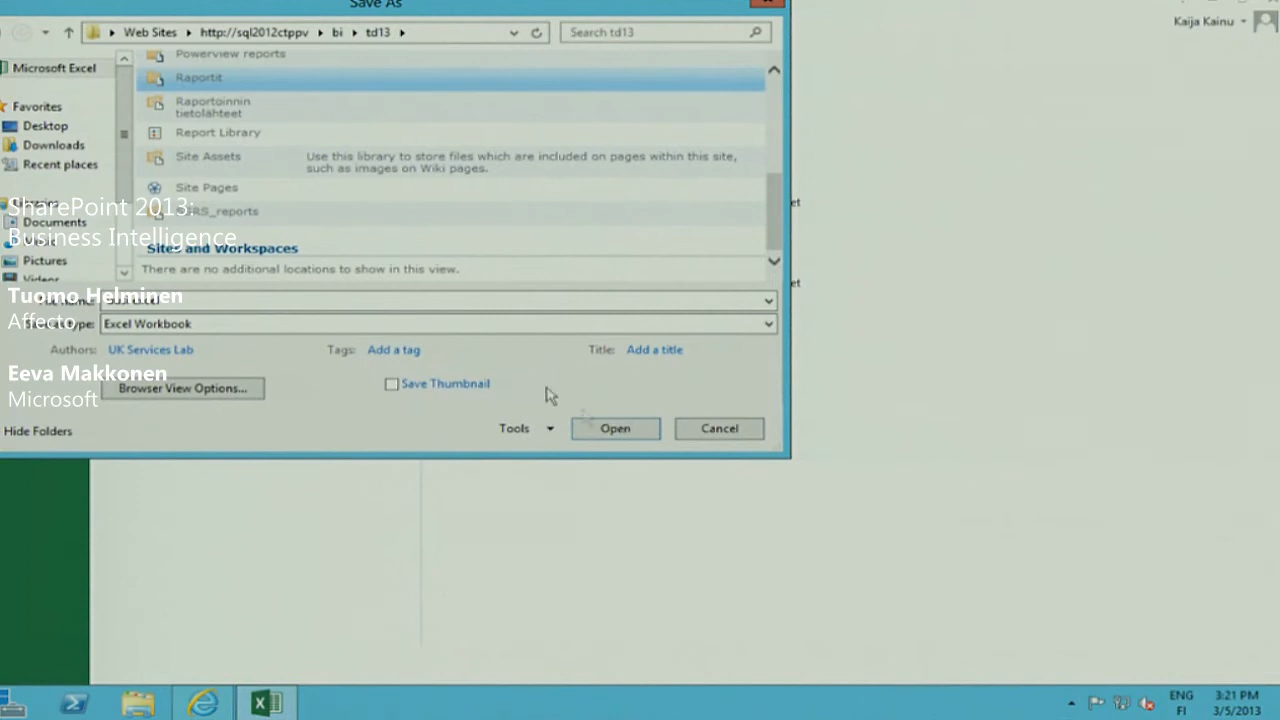 Save As
Kaija Kainu
Web Sites
http://sql2012ctppv
bi
td13
Search td13
Microsoft Excel
Favorites
Desktop
Downloads
Recent places
Documents
Pictures
Videos
Powerview reports
Raportit
Raportoinnin
tietolähteet
Report Library
Site Assets
Use this library to store files which are included on pages within this site,
such as images on Wiki pages.
Site Pages
RS_reports
Sites and Workspaces
There are no additional locations to show in this view.
SharePoint 2013:
Business Intelligence
Tuomo Helminen
Affecto
type: Excel Workbook
Authors: UK Services Lab
Tags: Add a tag
Title: Add a title
Eeva Makkonen
Microsoft
Browser View Options...
Save Thumbnail
Hide Folders
Tools
Open
Cancel
et
et
ENG
FI
3:21 PM
3/5/2013